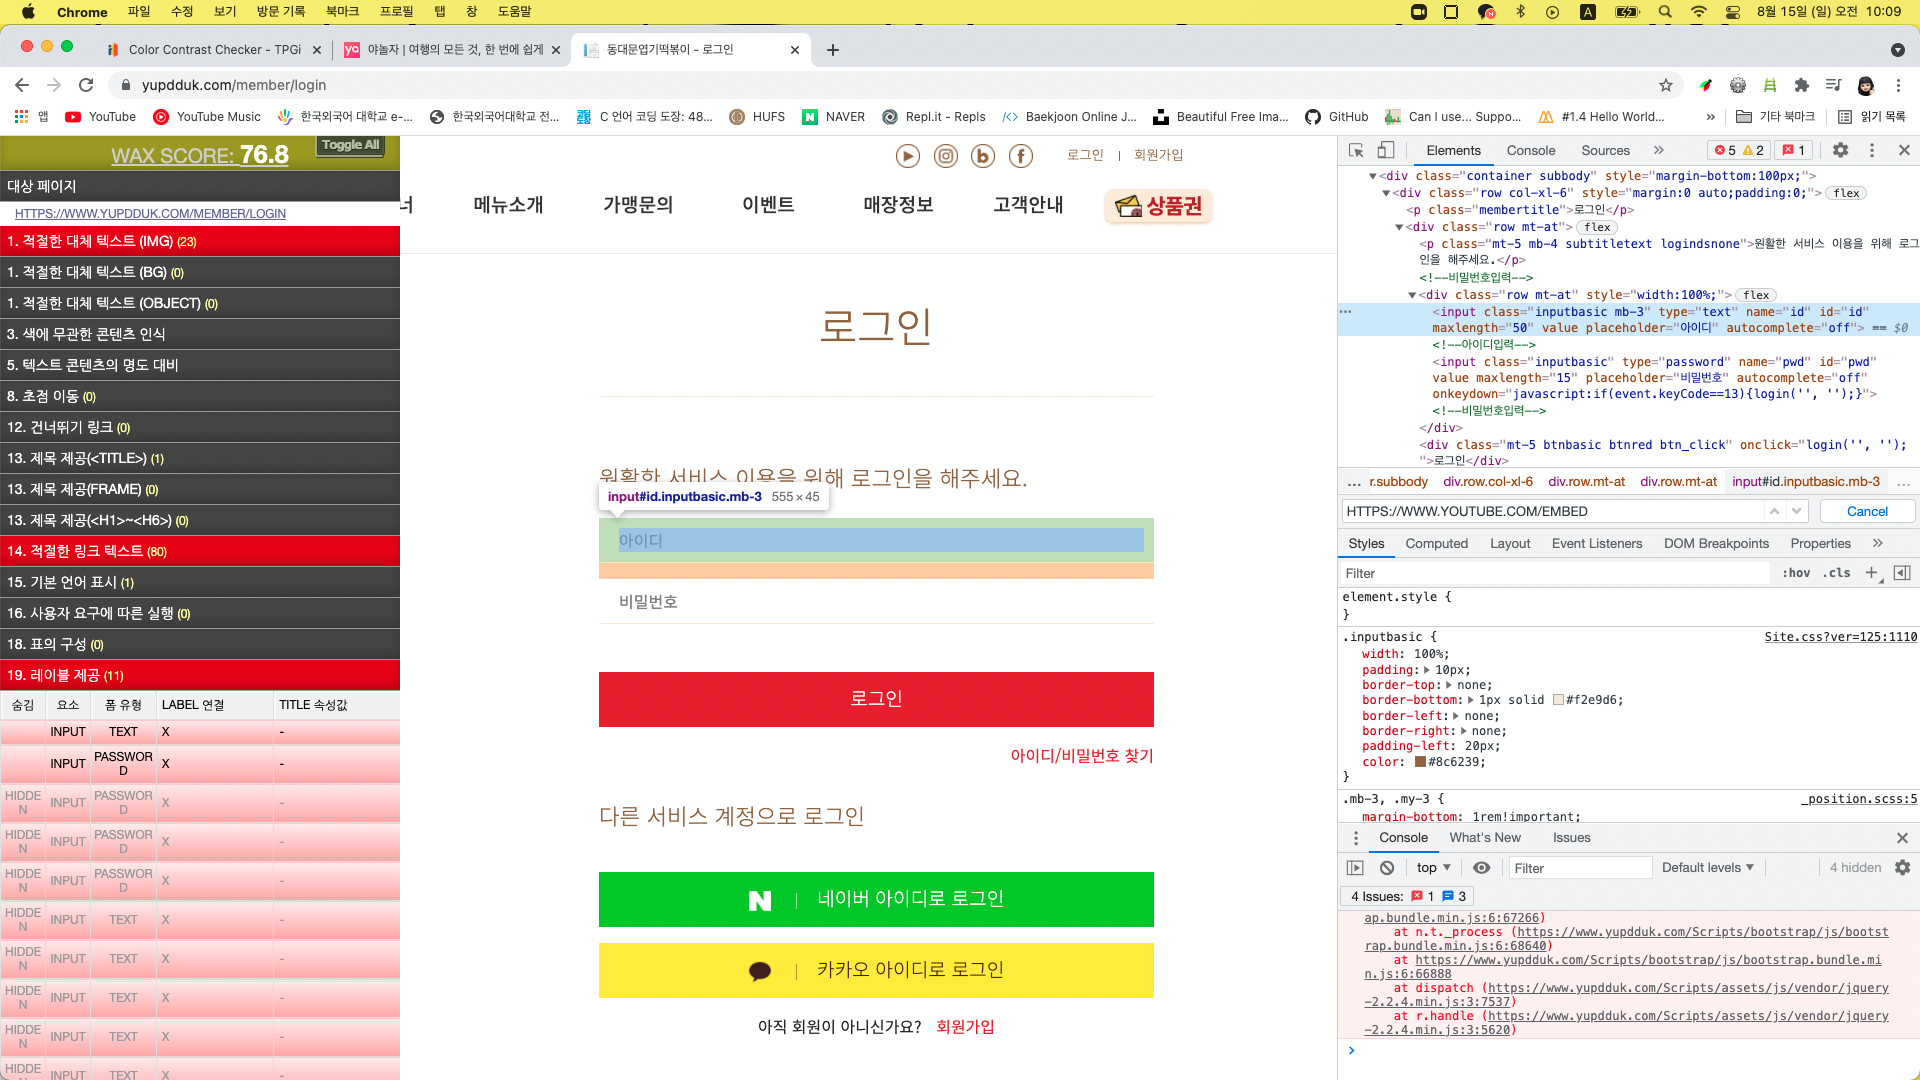 Chrome 파일 수정 보기 방문 기록 북마크 프로필 탭 창 도움말 A 8월 15일 (일) 오전 10:09
Color Contrast Checker - TPGi
ya 야놀자 | 여행의 모든 것, 한 번에 쉽게
동대문엽기떡볶이 - 로그인
yupdduk.com/member/login
앱 YouTube YouTube Music 한국외국어 대학교 e-... 한국외국어대학교 전... C 언어 코딩 도장: 48... HUFS NAVER Repl.it - Repls Baekjoon Online J... Beautiful Free Ima... GitHub Can I use... Suppo... #1.4 Hello World... » 기타 북마크 읽기 목록
WAX SCORE: 76.8
Toggle All
대상 페이지
HTTPS://WWW.YUPDDUK.COM/MEMBER/LOGIN
1. 적절한 대체 텍스트 (IMG) (23)
1. 적절한 대체 텍스트 (BG) (0)
1. 적절한 대체 텍스트 (OBJECT) (0)
3. 색에 무관한 콘텐츠 인식
5. 텍스트 콘텐츠의 명도 대비
8. 초점 이동 (0)
12. 건너뛰기 링크 (0)
13. 제목 제공(<TITLE>) (1)
13. 제목 제공(FRAME) (0)
13. 제목 제공(<H1>~<H6>) (0)
14. 적절한 링크 텍스트 (80)
15. 기본 언어 표시 (1)
16. 사용자 요구에 따른 실행 (0)
18. 표의 구성 (0)
19. 레이블 제공 (11)
숨김 요소 폼 유형 LABEL 연결 TITLE 속성값
INPUT TEXT X -
INPUT PASSWORD X -
HIDDEN INPUT PASSWORD X -
HIDDEN INPUT PASSWORD X -
HIDDEN INPUT PASSWORD X -
HIDDEN INPUT TEXT X -
HIDDEN INPUT TEXT X -
HIDDEN INPUT TEXT X -
HIDDEN INPUT TEXT X -
HIDDEN INPUT TEXT X -
로그인 | 회원가입
너 메뉴소개 가맹문의 이벤트 매장정보 고객안내 상품권
로그인
원활한 서비스 이용을 위해 로그인을 해주세요.
input#id.inputbasic.mb-3 555 × 45
아이디
비밀번호
로그인
아이디/비밀번호 찾기
다른 서비스 계정으로 로그인
N | 네이버 아이디로 로그인
| 카카오 아이디로 로그인
아직 회원이 아니신가요? 회원가입
Elements Console Sources » 5 2 1
▼<div class="container subbody" style="margin-bottom:100px;">
▼<div class="row col-xl-6" style="margin:0 auto;padding:0;"> flex
<p class="membertitle">로그인</p>
▼<div class="row mt-at"> flex
<p class="mt-5 mb-4 subtitletext logindsnone">원활한 서비스 이용을 위해 로그
인을 해주세요.</p>
<!--비밀번호입력-->
▼<div class="row mt-at" style="width:100%;"> flex
<input class="inputbasic mb-3" type="text" name="id" id="id"
maxlength="50" value placeholder="아이디" autocomplete="off"> == $0
<!--아이디입력-->
<input class="inputbasic" type="password" name="pwd" id="pwd"
value maxlength="15" placeholder="비밀번호" autocomplete="off"
onkeydown="javascript:if(event.keyCode==13){login('', '');}">
<!--비밀번호입력-->
</div>
<div class="mt-5 btnbasic btnred btn_click" onclick="login('', '');
">로그인</div>
... r.subbody div.row.col-xl-6 div.row.mt-at div.row.mt-at input#id.inputbasic.mb-3 ...
HTTPS://WWW.YOUTUBE.COM/EMBED Cancel
Styles Computed Layout Event Listeners DOM Breakpoints Properties »
Filter :hov .cls +
element.style {
}
.inputbasic { Site.css?ver=125:1110
width: 100%;
padding:▶ 10px;
border-top:▶ none;
border-bottom:▶ 1px solid #f2e9d6;
border-left:▶ none;
border-right:▶ none;
padding-left: 20px;
color: #8c6239;
}
.mb-3, .my-3 { _position.scss:5
margin-bottom: 1rem!important;
Console What's New Issues
top ▼ Filter Default levels ▼ 4 hidden
4 Issues: 1 3
ap.bundle.min.js:6:67266)
at n.t._process (https://www.yupdduk.com/Scripts/bootstrap/js/bootst
rap.bundle.min.js:6:68640)
at https://www.yupdduk.com/Scripts/bootstrap/js/bootstrap.bundle.mi
n.js:6:66888
at dispatch (https://www.yupdduk.com/Scripts/assets/js/vendor/jquery
-2.2.4.min.js:3:7537)
at r.handle (https://www.yupdduk.com/Scripts/assets/js/vendor/jquery
-2.2.4.min.js:3:5620)